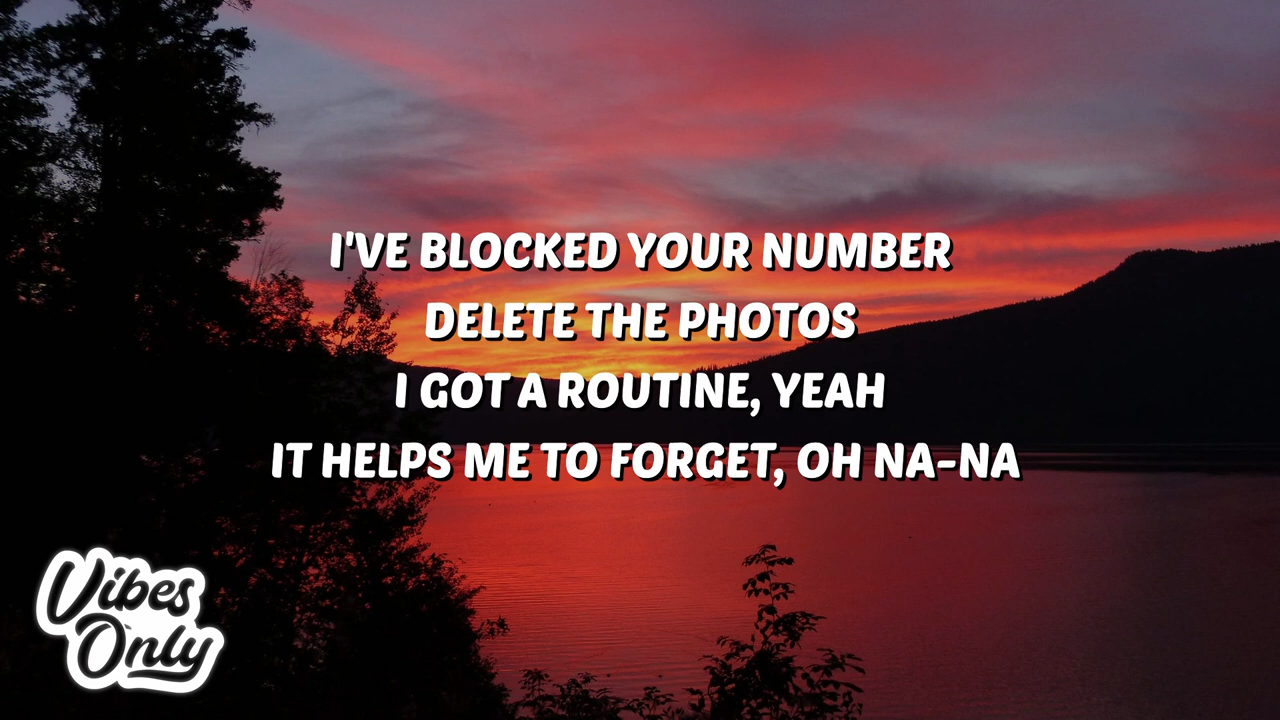 I'VE BLOCKED YOUR NUMBER
DELETE THE PHOTOS
I GOT A ROUTINE, YEAH
IT HELPS ME TO FORGET, OH NA-NA
Vibes
Only